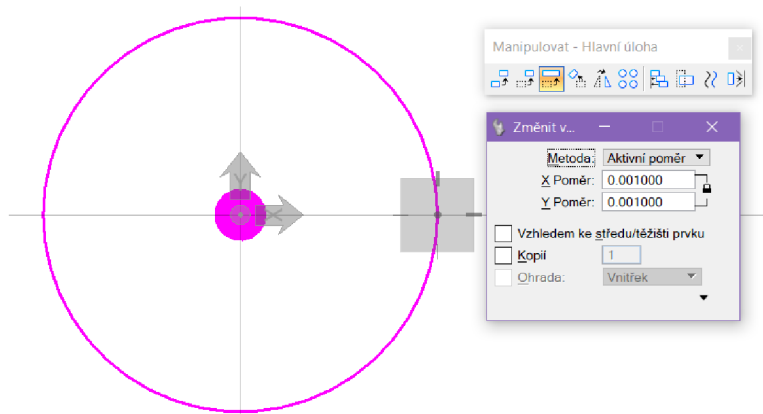 Manipulovat - Hlavní úloha
Změnit v...
Metoda: Aktivní poměr
X Poměr: 0.001000
Y Poměr: 0.001000
Vzhledem ke středu/těžišti prvku
Kopií 1
Ohrada: Vnitřek
Y
X